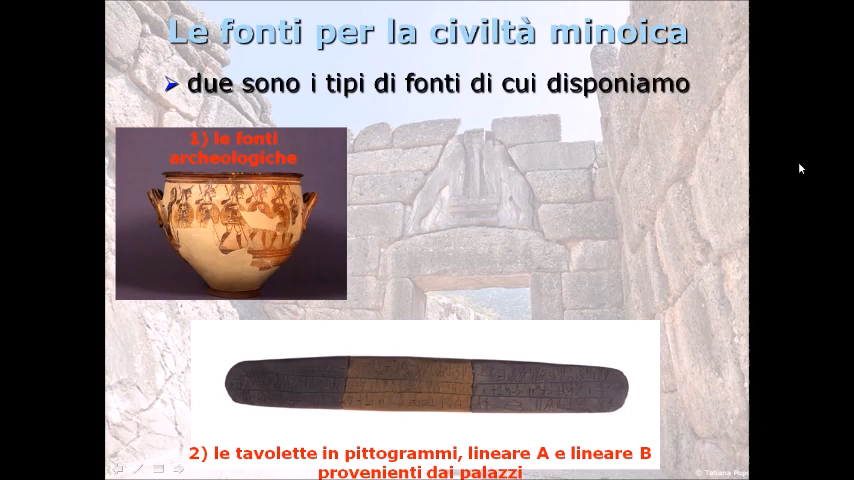 Le fonti per la civiltà minoica
due sono i tipi di fonti di cui disponiamo
1) le fonti
archeologiche
2) le tavolette in pittogrammi, lineare A e lineare B
provenienti dai palazzi
© Tatiana